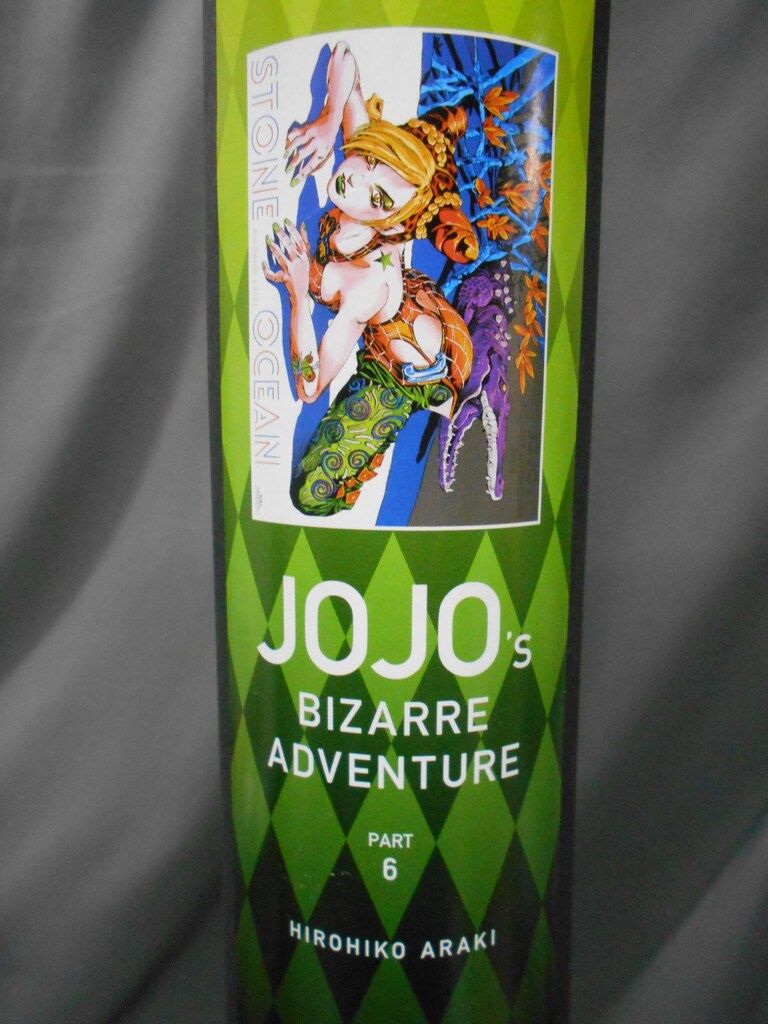 STONE OCEAN
JOJO'S
BIZARRE
ADVENTURE
PART
6
HIROHIKO ARAKI